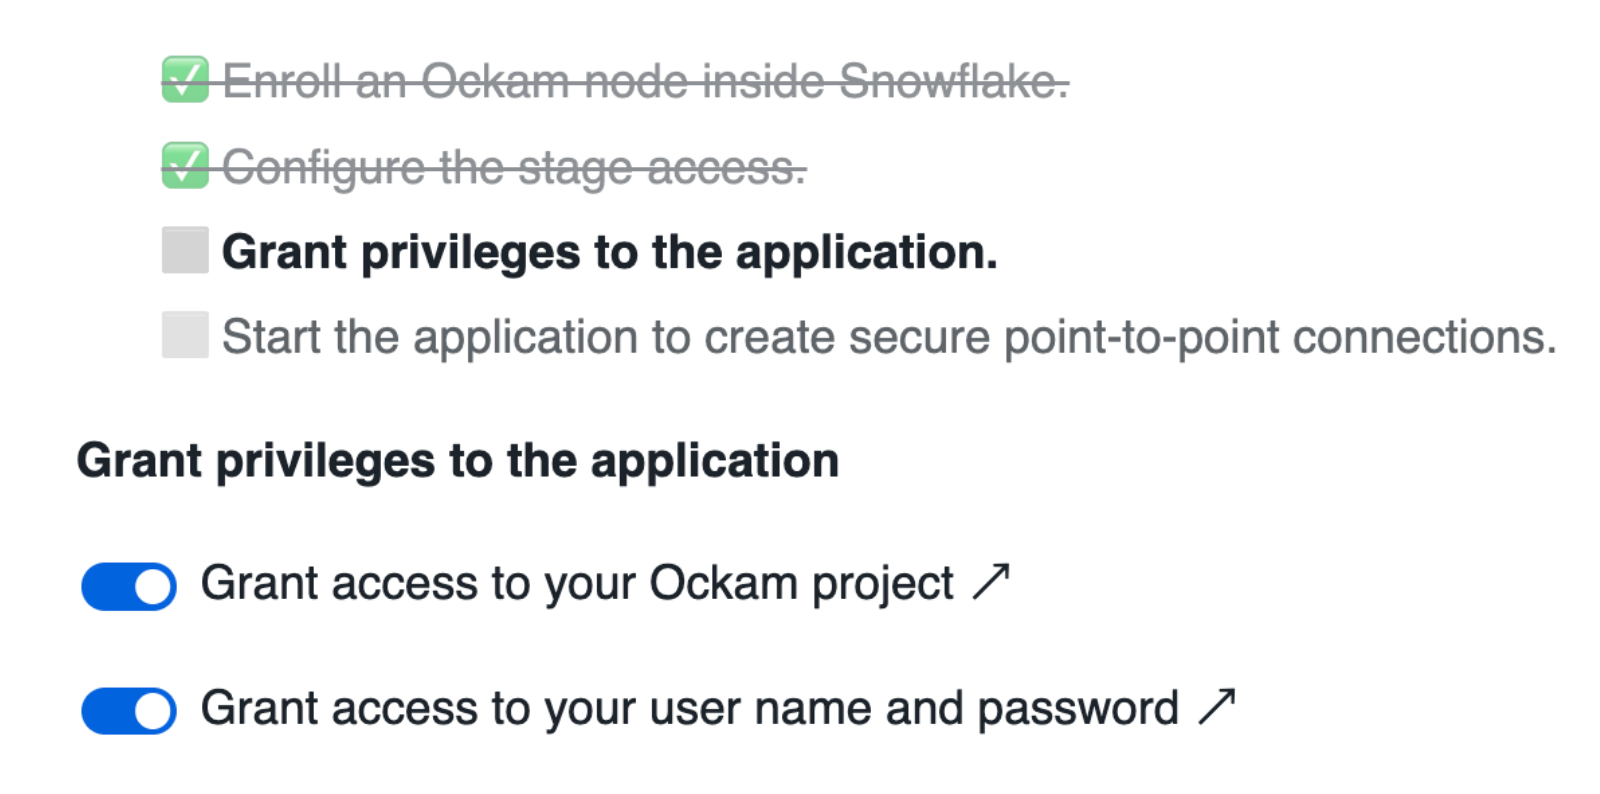 ✅ Enroll an Ockam node inside Snowflake.
✅ Configure the stage access.
Grant privileges to the application.
Start the application to create secure point-to-point connections.
Grant privileges to the application
Grant access to your Ockam project ↗
Grant access to your user name and password ↗